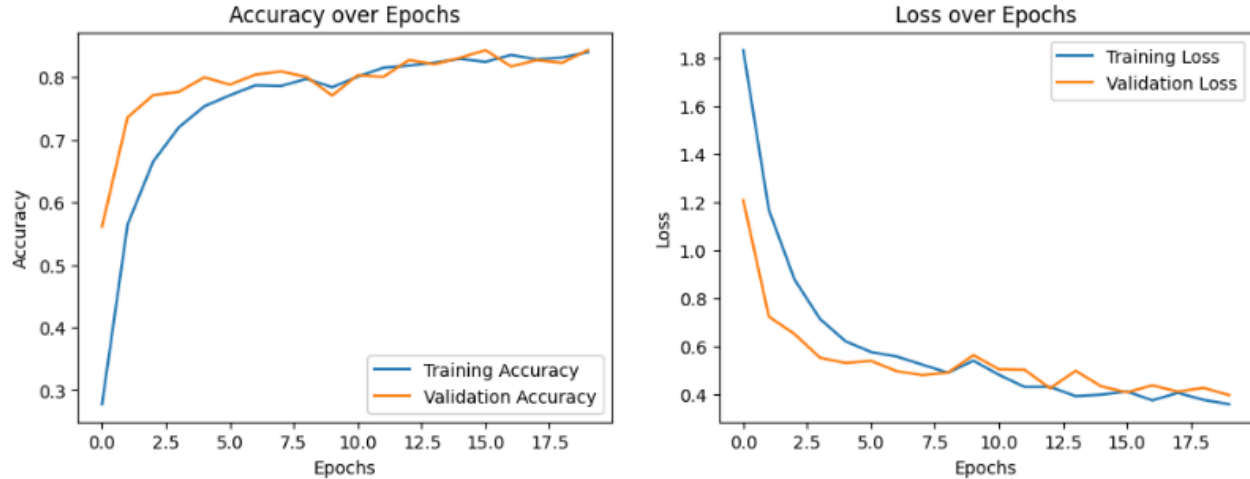 Accuracy over Epochs
Accuracy
0.8
0.7
0.6
0.5
0.4
0.3
Training Accuracy
Validation Accuracy
0.0 2.5 5.0 7.5 10.0 12.5 15.0 17.5
Epochs
Loss over Epochs
Loss
1.8
1.6
1.4
1.2
1.0
0.8
0.6
0.4
Training Loss
Validation Loss
0.0 2.5 5.0 7.5 10.0 12.5 15.0 17.5
Epochs